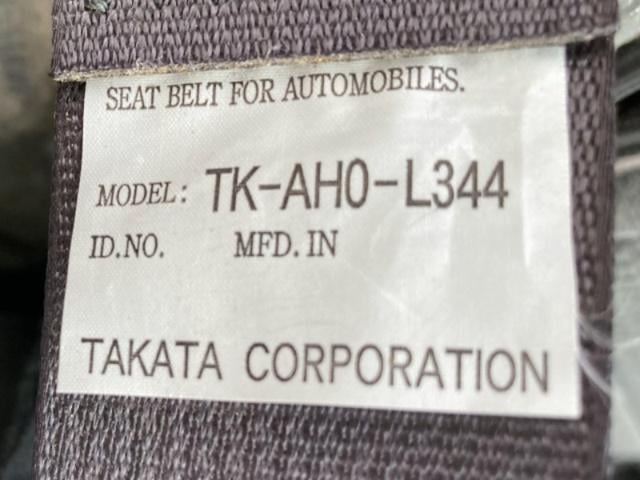 SEAT BELT FOR AUTOMOBILES.
MODEL: TK-AH0-L344
ID.NO. MFD.IN
TAKATA CORPORATION